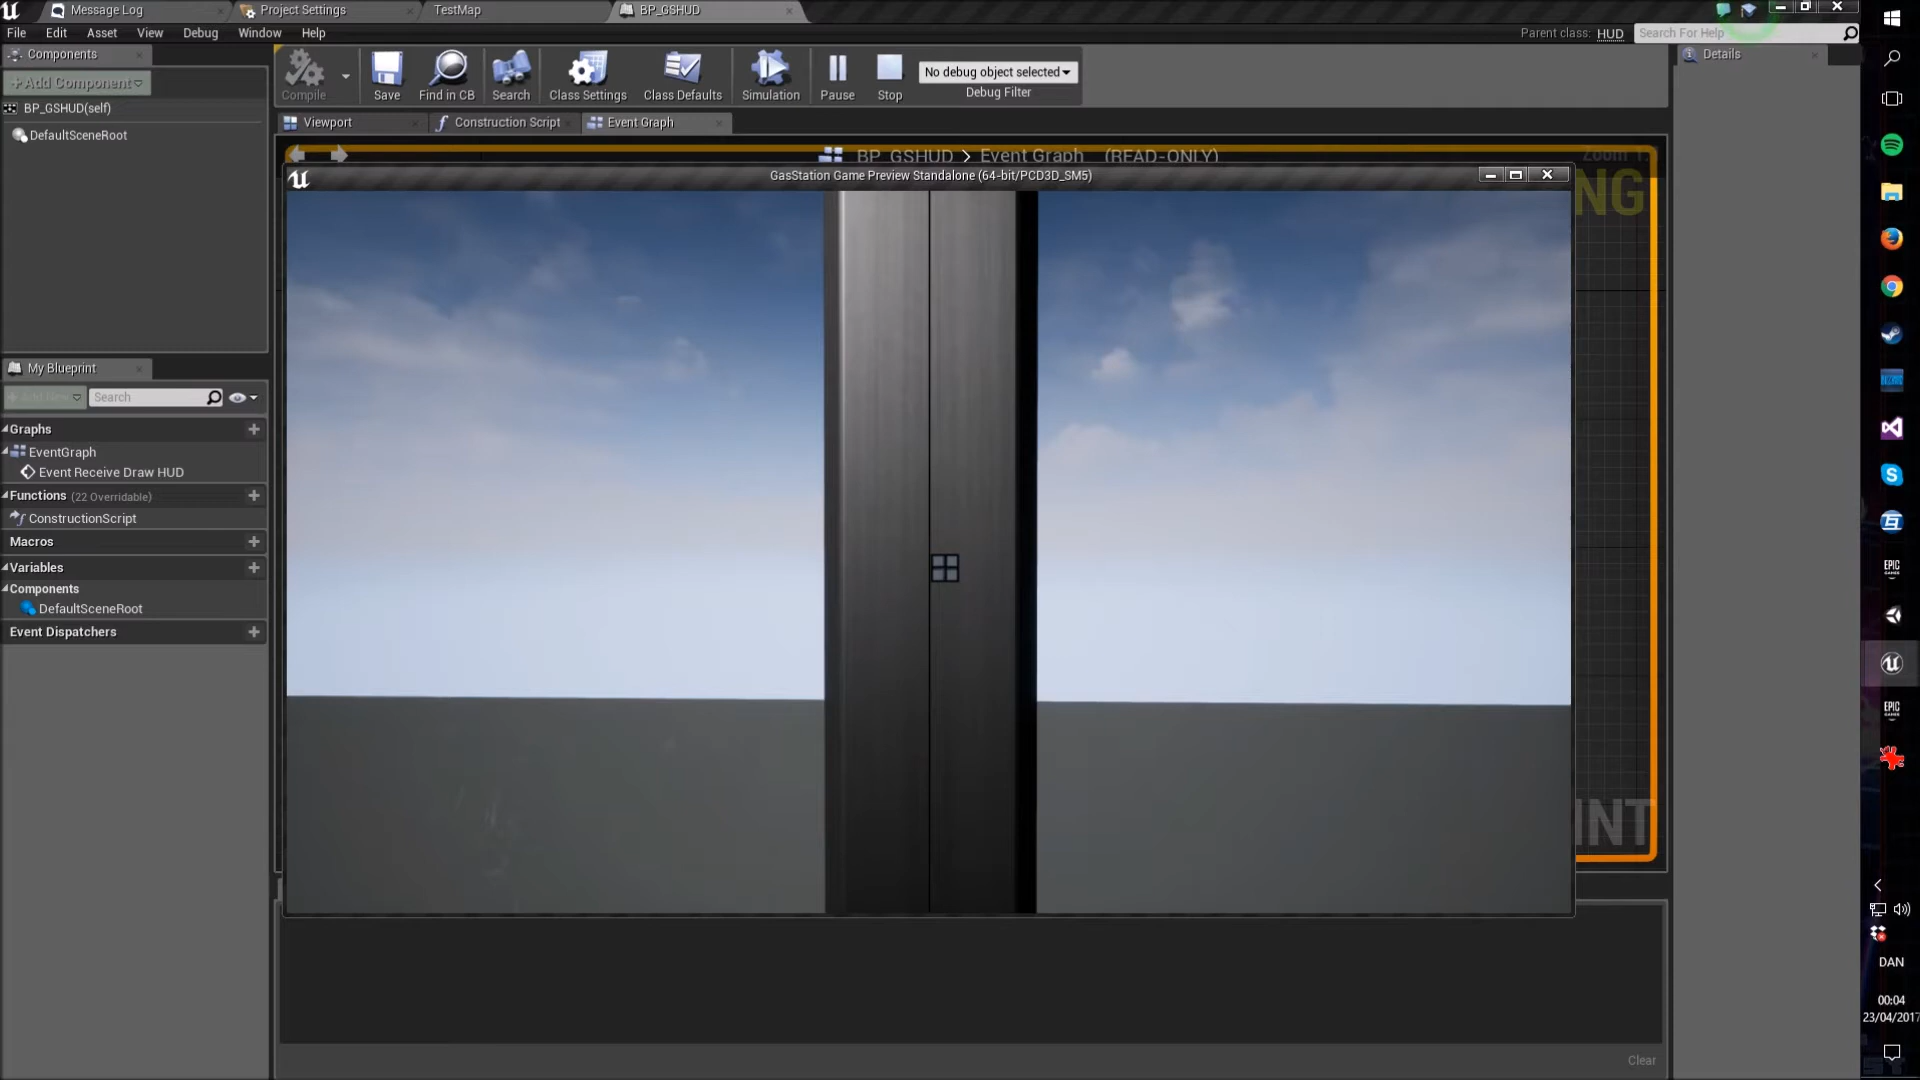 Message Log
Project Settings
TestMap
BP_GSHUD
File Edit Asset View Debug Window Help
Parent class: HUD
Search For Help
Components
Details
+Add Component
BP_GSHUD(self)
DefaultSceneRoot
Compile
Save
Find in CB
Search
Class Settings
Class Defaults
Simulation
Pause
Stop
No debug object selected
Debug Filter
Viewport
Construction Script
Event Graph
BP_GSHUD > Event Graph (READ-ONLY)
GasStation Game Preview Standalone (64-bit/PCD3D_SM5)
NG
INT
My Blueprint
Search
Graphs
EventGraph
Event Receive Draw HUD
Functions (22 Overridable)
ConstructionScript
Macros
Variables
Components
DefaultSceneRoot
Event Dispatchers
Clear
EPIC
EPIC
DAN
00:04
23/04/2017